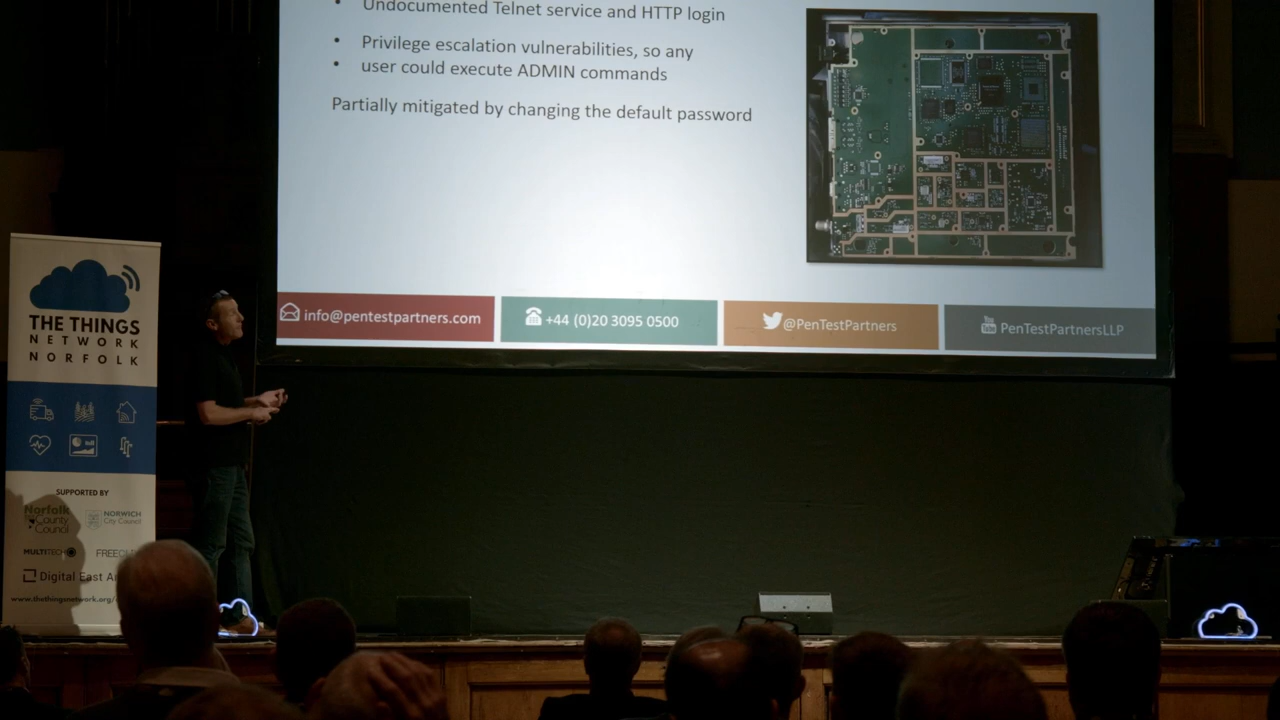 Undocumented Telnet service and HTTP login
• Privilege escalation vulnerabilities, so any
• user could execute ADMIN commands
Partially mitigated by changing the default password
info@pentestpartners.com
+44 (0)20 3095 0500
@PenTestPartners
PenTestPartnersLLP
THE THINGS
NETWORK
NORFOLK
SUPPORTED BY
Norfolk
County
Council
NORWICH
City Council
MULTITECH
Digital East
www.thethingsnetwork.org/